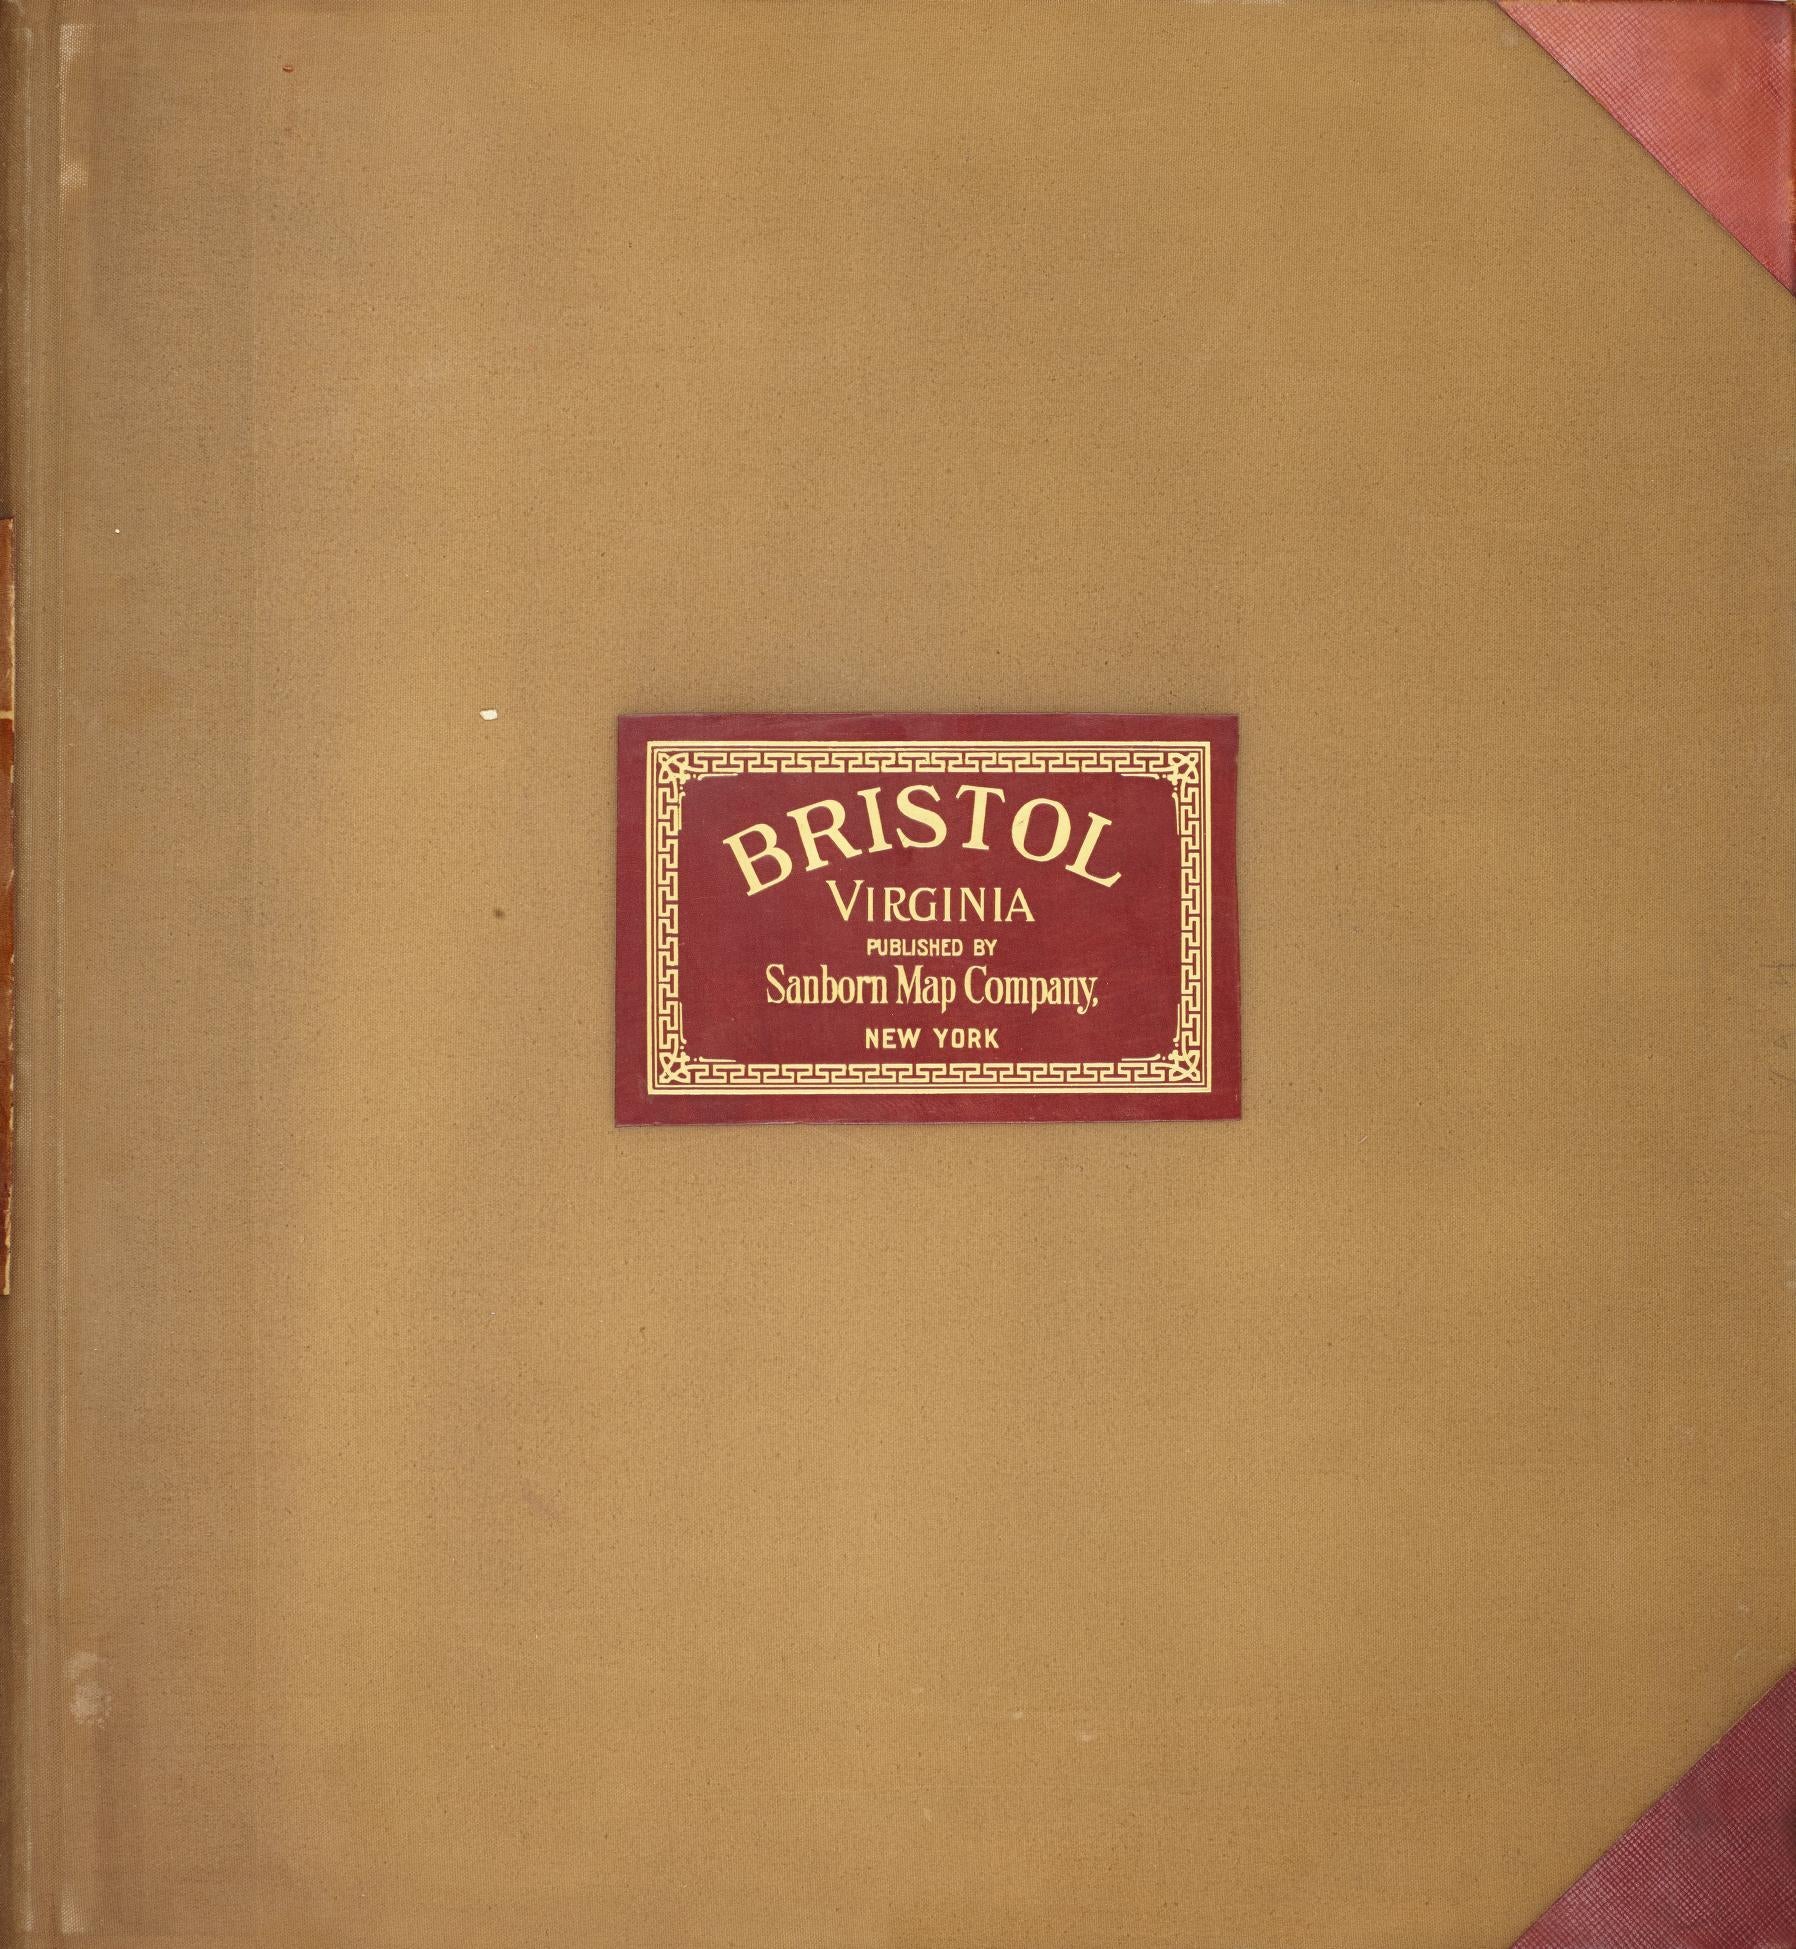 BRISTOL
VIRGINIA
PUBLISHED BY
Sanborn Map Company,
NEW YORK